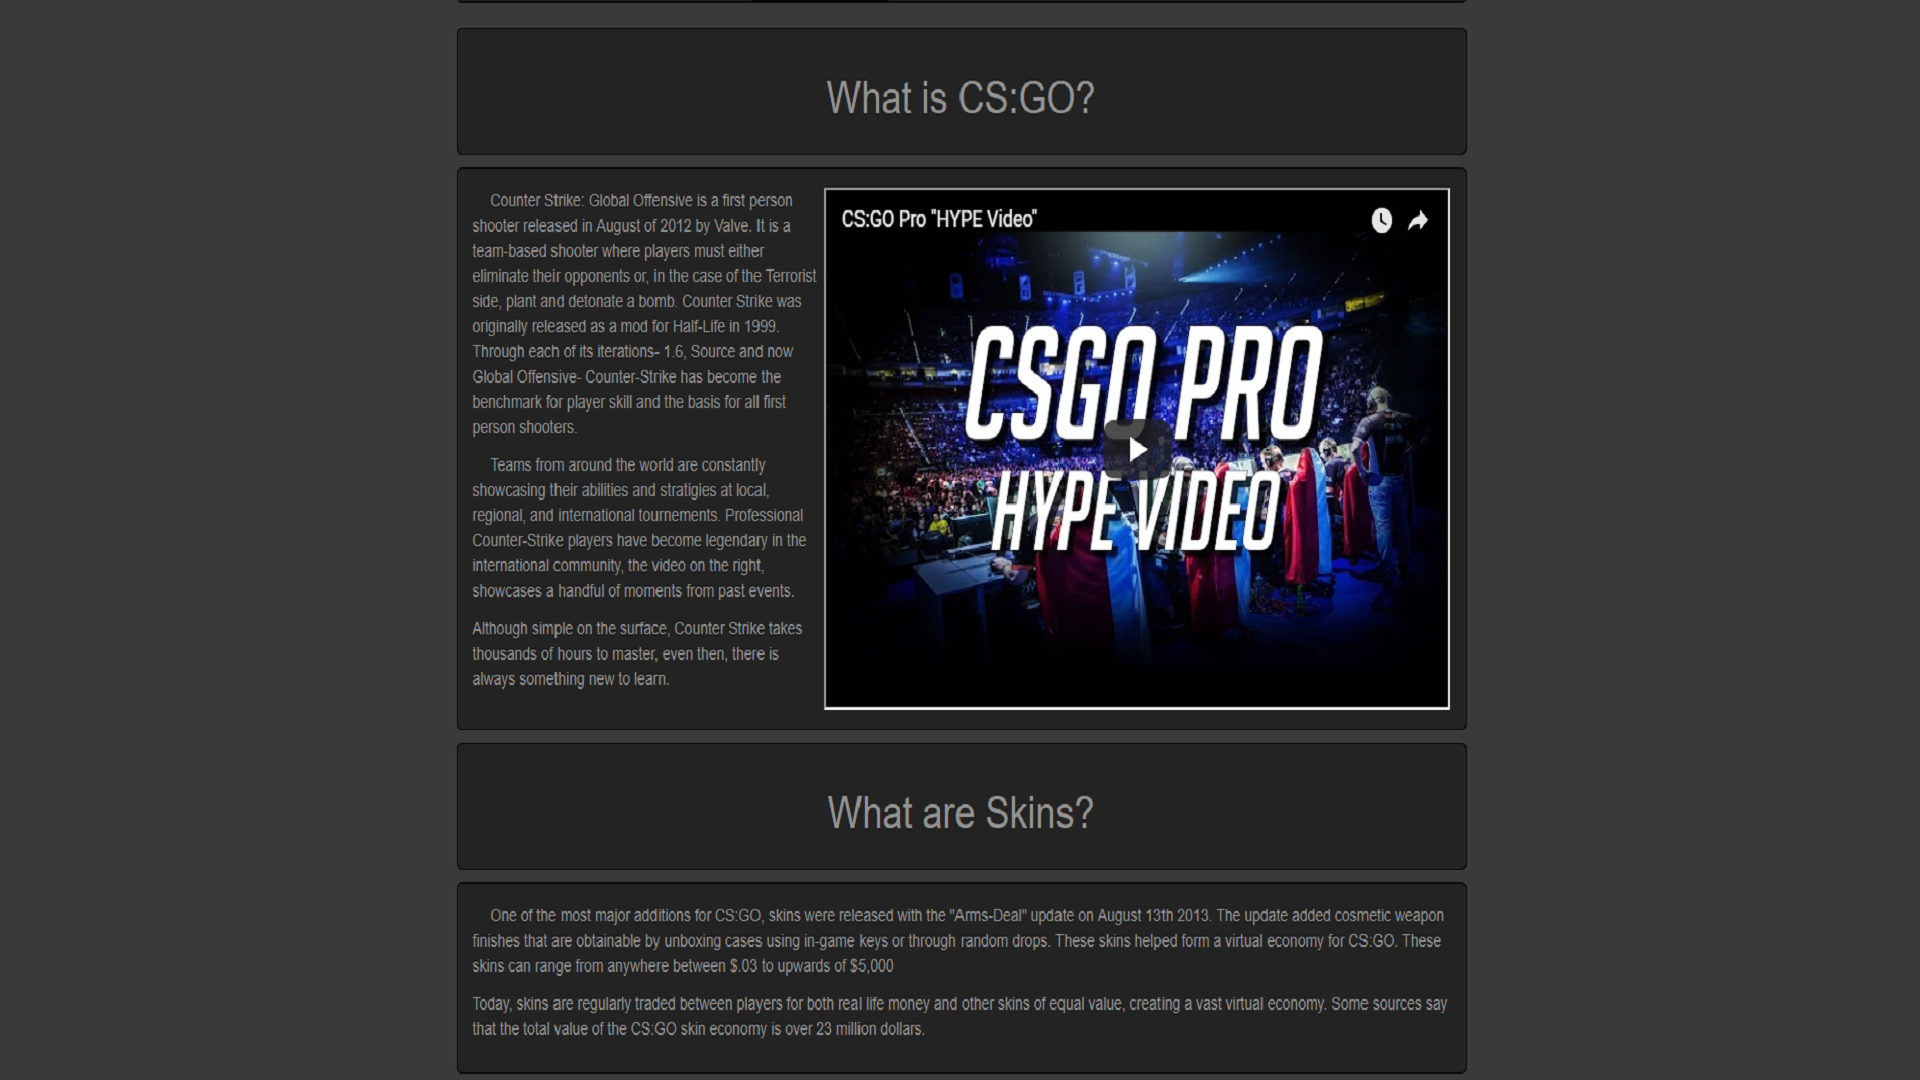 What is CS:GO?
Counter Strike: Global Offensive is a first person
shooter released in August of 2012 by Valve. It is a
team-based shooter where players must either
eliminate their opponents or, in the case of the Terrorist
side, plant and detonate a bomb. Counter Strike was
originally released as a mod for Half-Life in 1999.
Through each of its iterations- 1.6, Source and now
Global Offensive- Counter-Strike has become the
benchmark for player skill and the basis for all first
person shooters.
Teams from around the world are constantly
showcasing their abilities and stratigies at local,
regional, and international tournements. Professional
Counter-Strike players have become legendary in the
international community, the video on the right,
showcases a handful of moments from past events.
Although simple on the surface, Counter Strike takes
thousands of hours to master, even then, there is
always something new to learn.
CS:GO Pro "HYPE Video"
CSGO PRO
HYPE VIDEO
What are Skins?
One of the most major additions for CS:GO, skins were released with the "Arms-Deal" update on August 13th 2013. The update added cosmetic weapon
finishes that are obtainable by unboxing cases using in-game keys or through random drops. These skins helped form a virtual economy for CS:GO. These
skins can range from anywhere between $.03 to upwards of $5,000
Today, skins are regularly traded between players for both real life money and other skins of equal value, creating a vast virtual economy. Some sources say
that the total value of the CS:GO skin economy is over 23 million dollars.